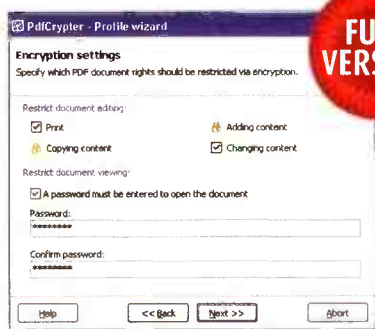 PdfCrypter - Profile wizard
FU
VERS
Encryption settings
Specify which PDF document rights should be restricted via encryption.
Restrict document editing:
Print
Adding content
Copying content
Changing content
Restrict document viewing:
A password must be entered to open the document
Password:
********
Confirm password:
********
Help
<< Back
Next >>
Abort